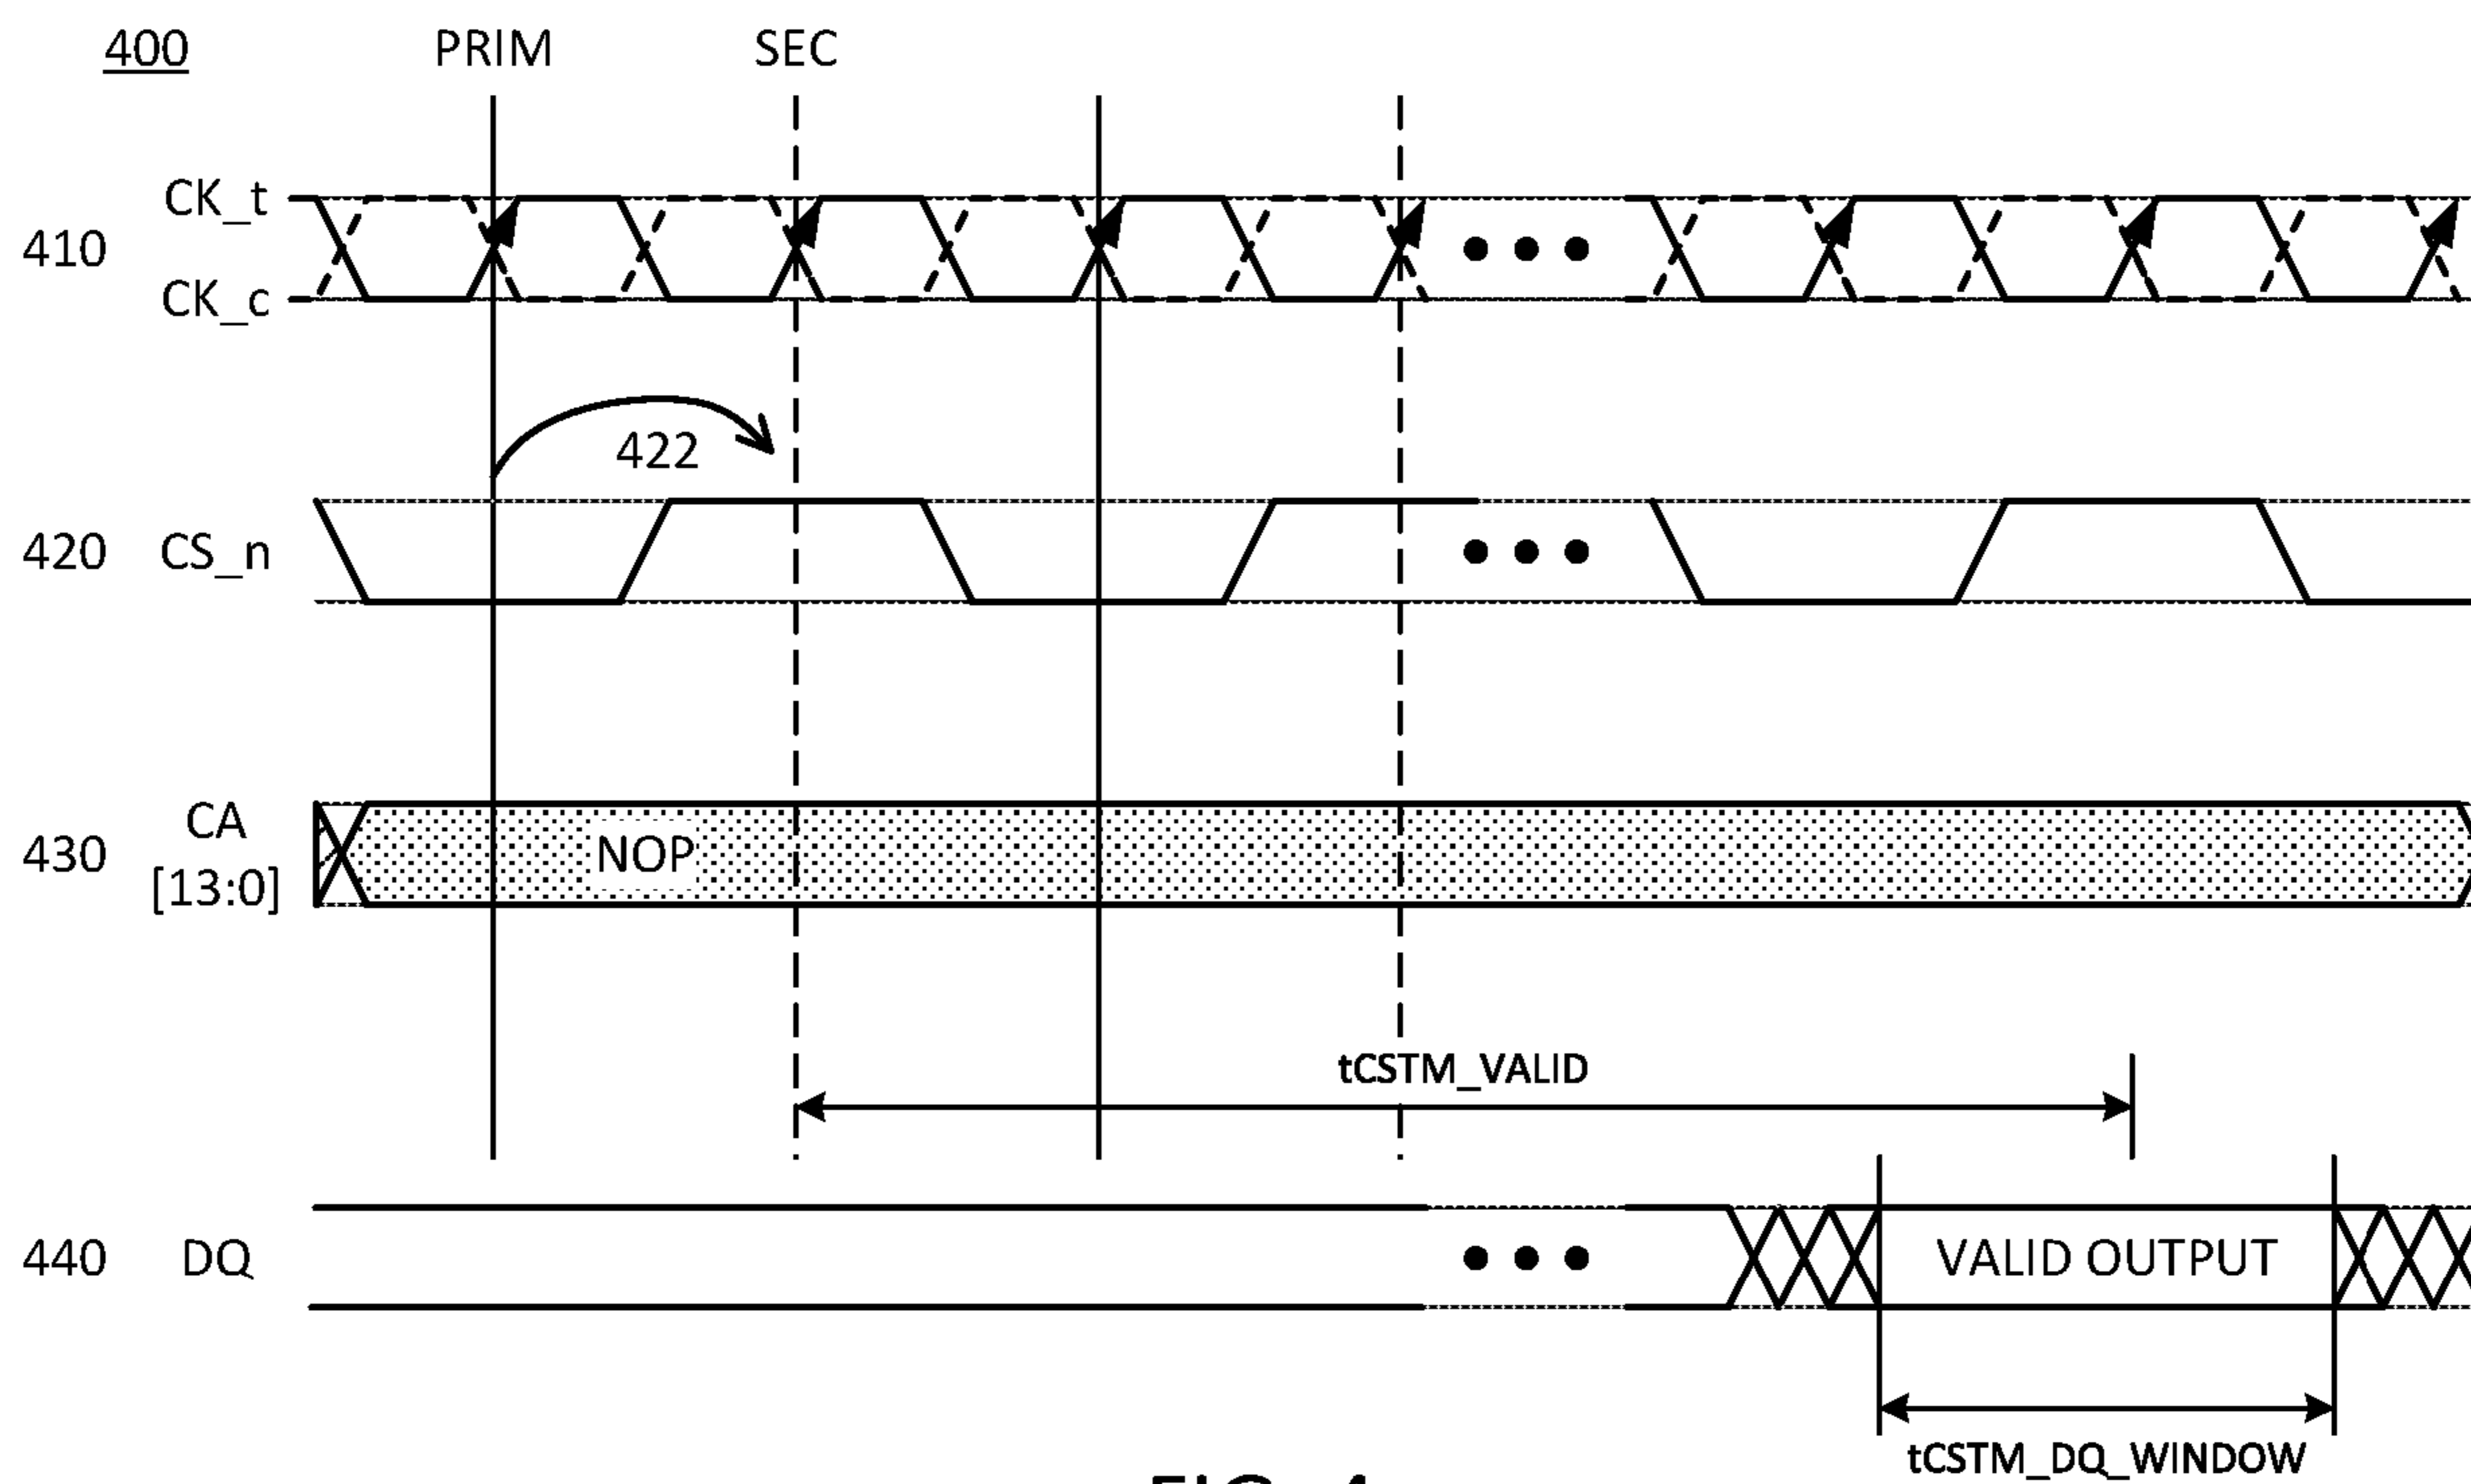 400 PRIM SEC
CK_t
410
CK_c
422
420 CS_n
CA
430 NOP
[13:0]
tCSTM_VALID
440 DQ VALID OUTPUT
tCSTM_DQ_WINDOW